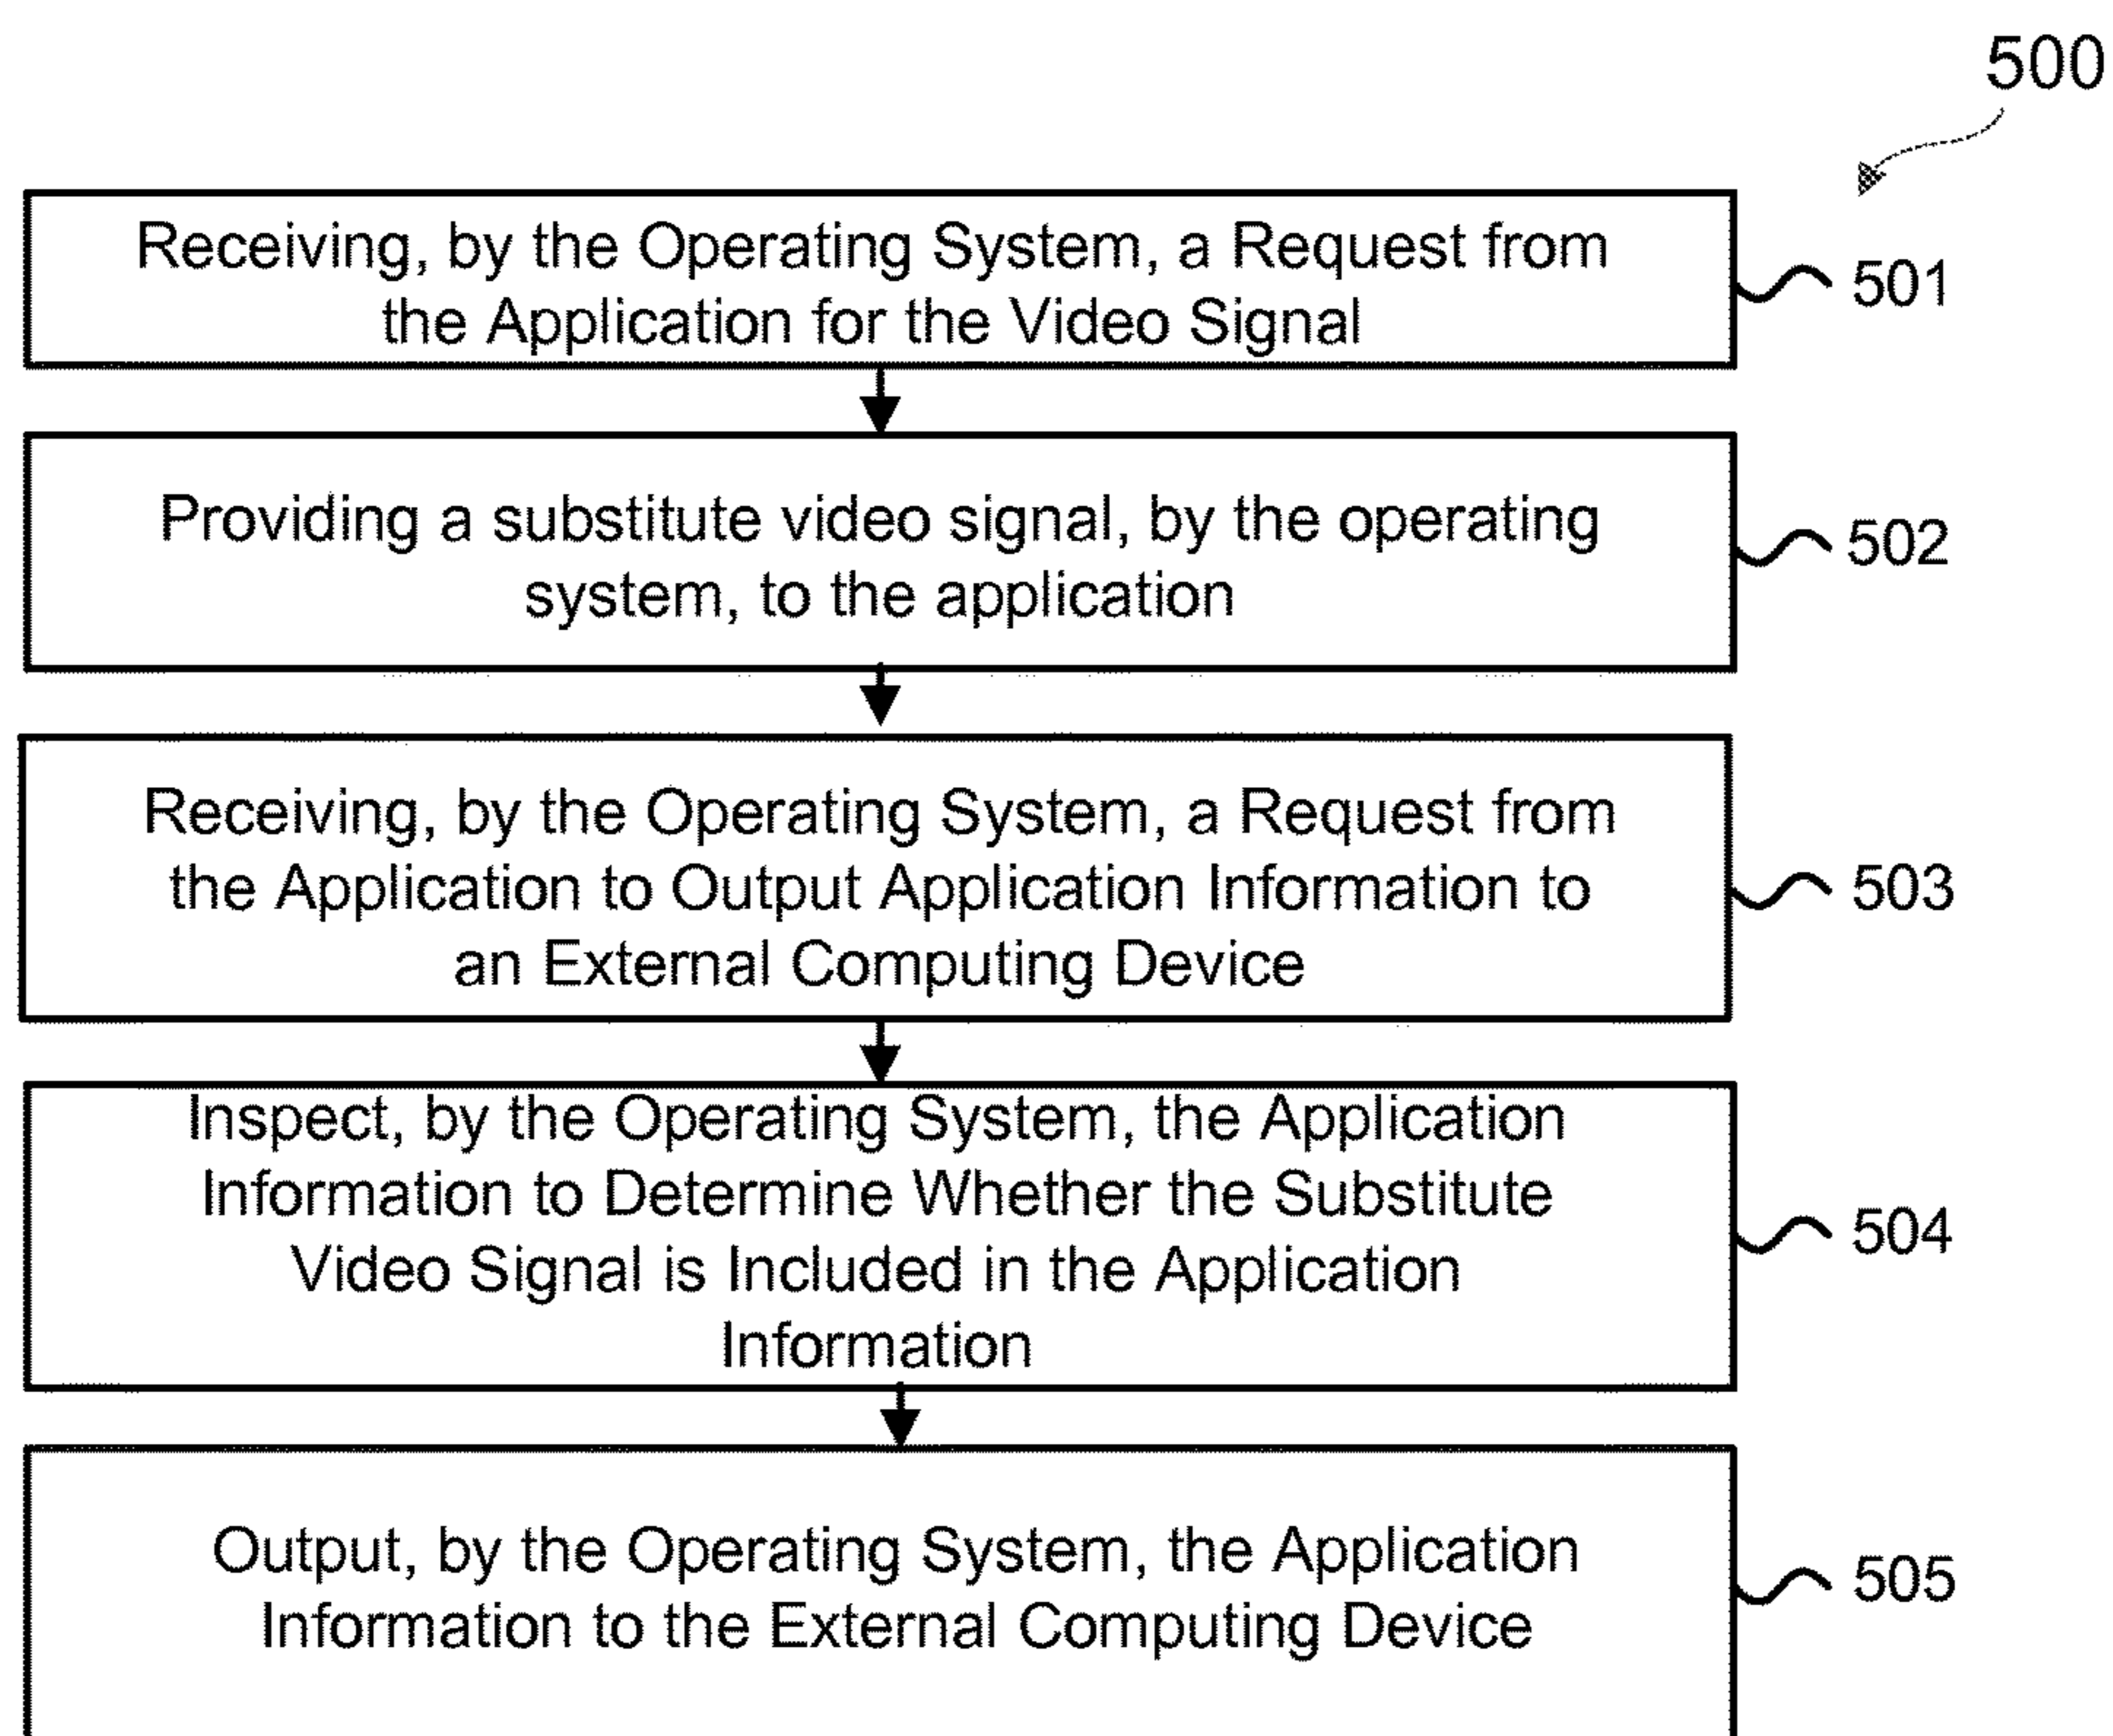 500
Receiving, by the Operating System, a Request from
the Application for the Video Signal
501
Providing a substitute video signal, by the operating
system, to the application
502
Receiving, by the Operating System, a Request from
the Application to Output Application Information to
an External Computing Device
503
Inspect, by the Operating System, the Application
Information to Determine Whether the Substitute
Video Signal is Included in the Application
Information
504
Output, by the Operating System, the Application
Information to the External Computing Device
505